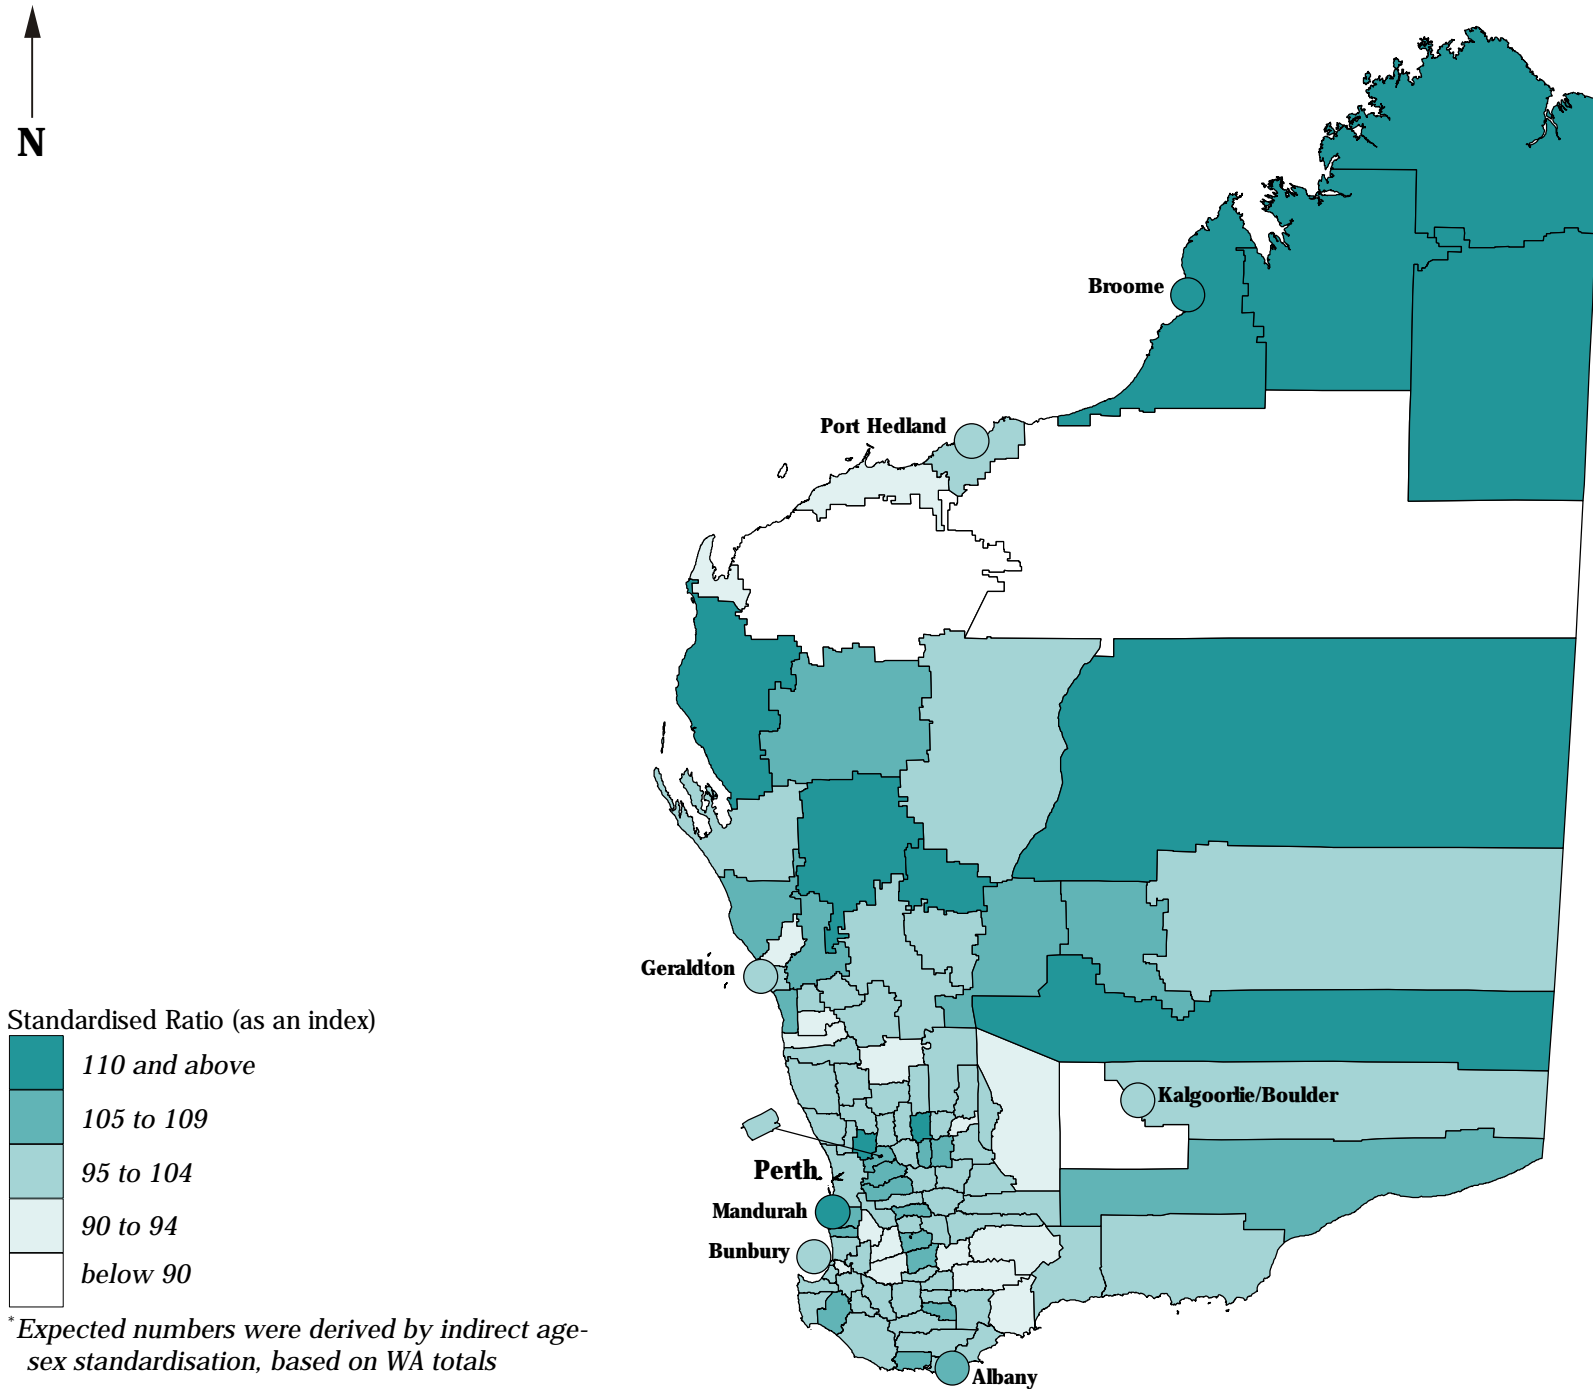 N
Broome
Port Hedland
Geraldton
Standardised Ratio (as an index)
110 and above
105 to 109
95 to 104
90 to 94
below 90
Kalgoorlie/Boulder
Perth
Mandurah
Bunbury
Albany
*Expected numbers were derived by indirect age-
sex standardisation, based on WA totals